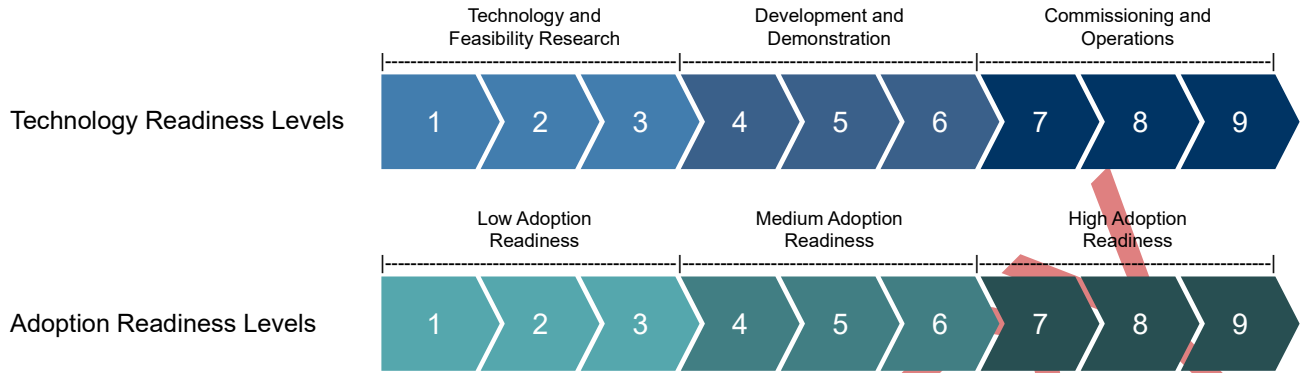 Technology and
Feasibility Research
Development and
Demonstration
Commissioning and
Operations
Technology Readiness Levels
1 2 3 4 5 6 7 8 9
Low Adoption
Readiness
Medium Adoption
Readiness
High Adoption
Readiness
Adoption Readiness Levels
1 2 3 4 5 6 7 8 9